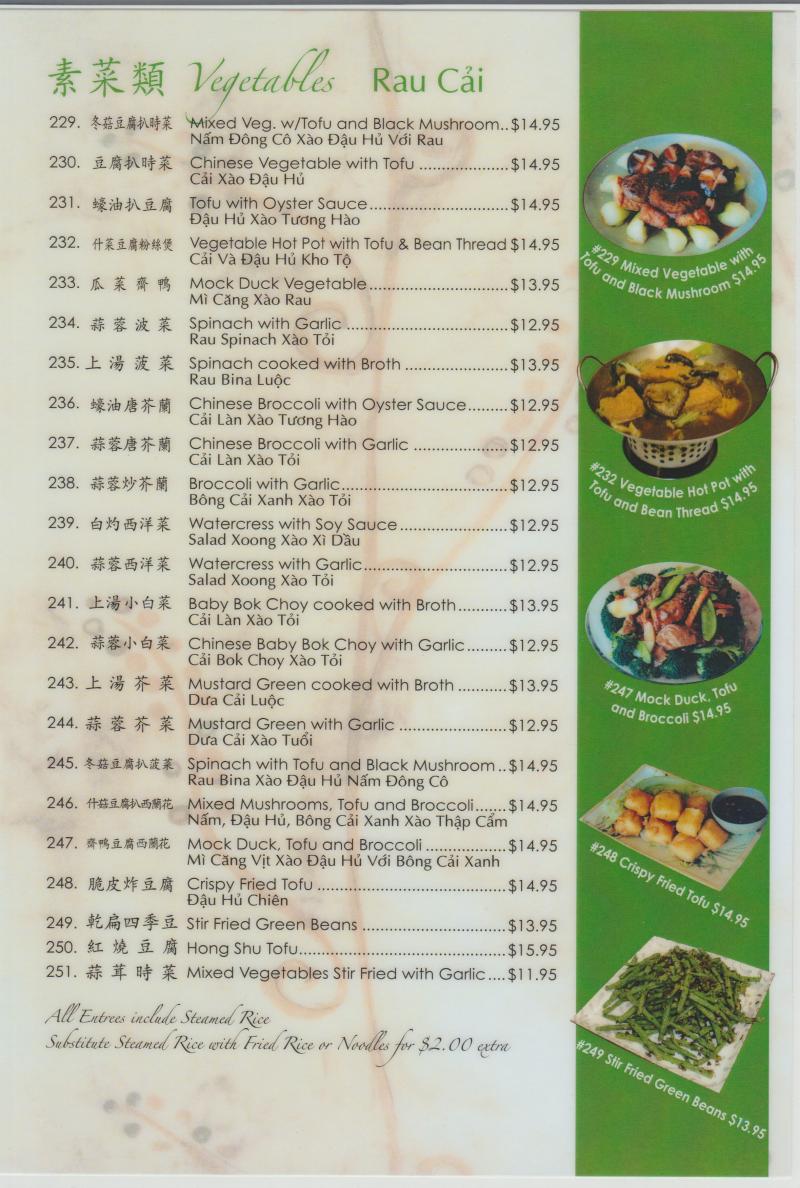 素菜類 Vegetables Rau Cải
229. 冬菇豆腐扒時菜 Mixed Veg. w/Tofu and Black Mushroom..$14.95
Nấm Đông Cô Xào Đậu Hủ Với Rau
230. 豆腐扒時菜 Chinese Vegetable with Tofu ..................$14.95
Cải Xào Đậu Hủ
231. 蠔油扒豆腐 Tofu with Oyster Sauce............................$14.95
Đậu Hủ Xào Tương Hào
232. 什菜豆腐粉絲煲 Vegetable Hot Pot with Tofu & Bean Thread $14.95
Cải Và Đậu Hủ Kho Tộ
233. 瓜菜齋鴨 Mock Duck Vegetable............................$13.95
Mì Căng Xào Rau
234. 蒜蓉波菜 Spinach with Garlic ................................$12.95
Rau Spinach Xào Tỏi
235. 上湯菠菜 Spinach cooked with Broth .....................$13.95
Rau Bina Luộc
236. 蠔油唐芥蘭 Chinese Broccoli with Oyster Sauce.........$12.95
Cải Làn Xào Tương Hào
237. 蒜蓉唐芥蘭 Chinese Broccoli with Garlic ...................$12.95
Cải Làn Xào Tỏi
238. 蒜蓉炒芥蘭 Broccoli with Garlic.................................$12.95
Bông Cải Xanh Xào Tỏi
239. 白灼西洋菜 Watercress with Soy Sauce......................$12.95
Salad Xoong Xào Xì Dầu
240. 蒜蓉西洋菜 Watercress with Garlic.............................$12.95
Salad Xoong Xào Tỏi
241. 上湯小白菜 Baby Bok Choy cooked with Broth..........$13.95
Cải Làn Xào Tỏi
242. 蒜蓉小白菜 Chinese Baby Bok Choy with Garlic.........$12.95
Cải Bok Choy Xào Tỏi
243. 上湯芥菜 Mustard Green cooked with Broth ..........$13.95
Dưa Cải Luộc
244. 蒜蓉芥菜 Mustard Green with Garlic ......................$12.95
Dưa Cải Xào Tuổi
245. 冬菇豆腐扒菠菜 Spinach with Tofu and Black Mushroom..$14.95
Rau Bina Xào Đậu Hủ Nấm Đông Cô
246. 什菇豆腐扒西蘭花 Mixed Mushrooms, Tofu and Broccoli.......$14.95
Nấm, Đậu Hủ, Bông Cải Xanh Xào Thập Cẩm
247. 齋鴨豆腐西蘭花 Mock Duck, Tofu and Broccoli .................$14.95
Mì Căng Vịt Xào Đậu Hủ Với Bông Cải Xanh
248. 脆皮炸豆腐 Crispy Fried Tofu ......................................$14.95
Đậu Hủ Chiên
249. 乾扁四季豆 Stir Fried Green Beans .............................$13.95
250. 紅燒豆腐 Hong Shu Tofu..........................................$15.95
251. 蒜茸時菜 Mixed Vegetables Stir Fried with Garlic....$11.95
All Entrees include Steamed Rice
Substitute Steamed Rice with Fried Rice or Noodles for $2.00 extra
#229 Mixed Vegetable with
Tofu and Black Mushroom $14.95
#232 Vegetable Hot Pot with
Tofu and Bean Thread $14.95
#247 Mock Duck, Tofu
and Broccoli $14.95
#248 Crispy Fried Tofu $14.95
#249 Stir Fried Green Beans $13.95